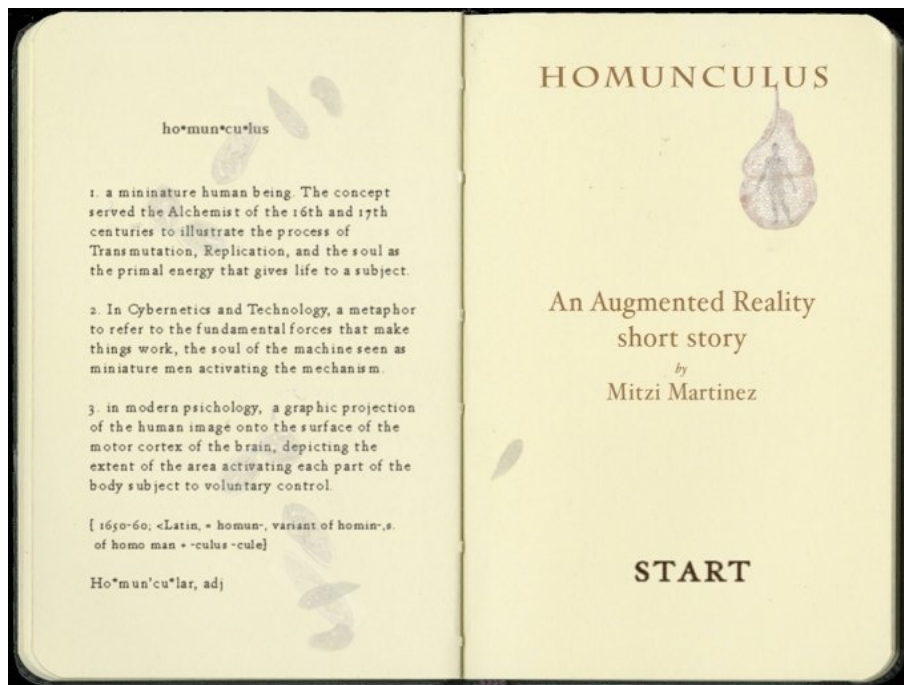 ho*mun*cu*lus
1. a mininature human being. The concept
served the Alchemist of the 16th and 17th
centuries to illustrate the process of
Transmutation, Replication, and the soul as
the primal energy that gives life to a subject.
2. In Cybernetics and Technology, a metaphor
to refer to the fundamental forces that make
things work, the soul of the machine seen as
miniature men activating the mechanism.
3. in modern psichology, a graphic projection
of the human image onto the surface of the
motor cortex of the brain, depicting the
extent of the area activating each part of the
body subject to voluntary control.
{ 1650-60; <Latin, = homun-, variant of homin-,s.
of homo man + -culus -cule}
Ho*mun'cu*lar, adj
HOMUNCULUS
An Augmented Reality
short story
by
Mitzi Martinez
START